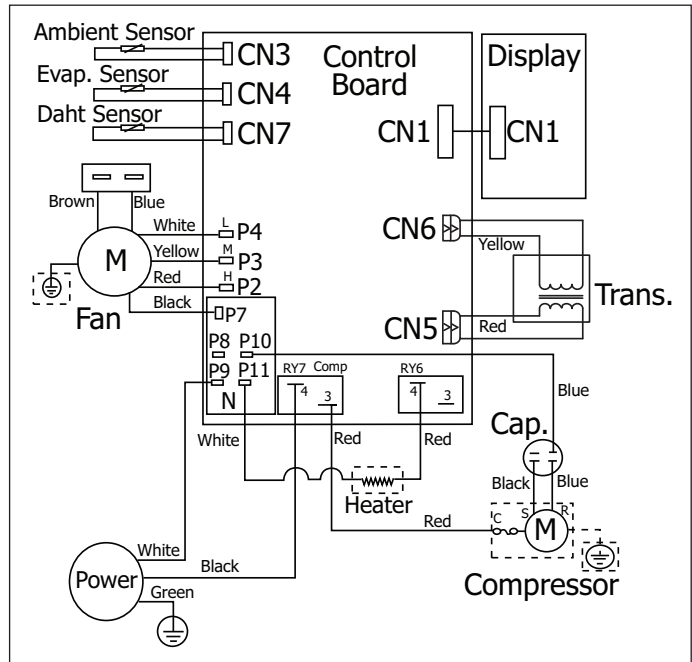 Ambient Sensor
CN3
Evap. Sensor
CN4
Daht Sensor
CN7
Control
Board
Display
CN1
CN1
Brown
Blue
White
L
P4
Yellow
M
P3
Red
H
P2
M
Fan
Black
P7
P8
P10
P9
P11
N
CN6
Yellow
Trans.
CN5
Red
RY7
Comp
4
3
RY6
4
3
White
Red
Red
Blue
Cap.
Black
Blue
Heater
Red
C
S
R
M
Compressor
White
Black
Power
Green